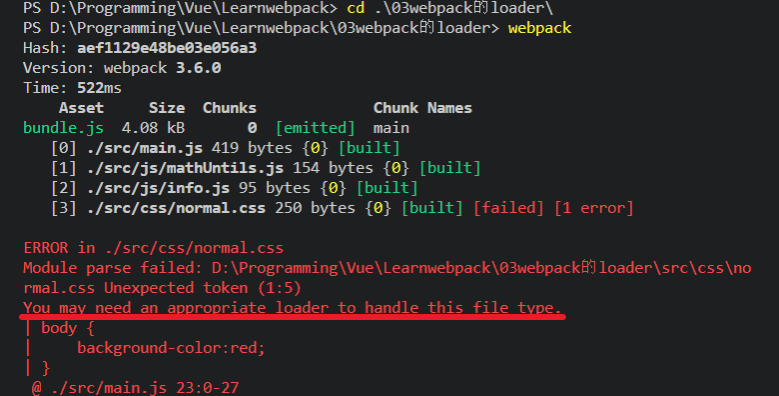 PS D:\Programming\Vue\Learnwebpack> cd .\03webpack的loader\
PS D:\Programming\Vue\Learnwebpack\03webpack的loader> webpack
Hash: aef1129e48be03e056a3
Version: webpack 3.6.0
Time: 522ms
Asset Size Chunks Chunk Names
bundle.js 4.08 kB 0 [emitted] main
[0] ./src/main.js 419 bytes {0} [built]
[1] ./src/js/mathUntils.js 154 bytes {0} [built]
[2] ./src/js/info.js 95 bytes {0} [built]
[3] ./src/css/normal.css 250 bytes {0} [built] [failed] [1 error]
ERROR in ./src/css/normal.css
Module parse failed: D:\Programming\Vue\Learnwebpack\03webpack的loader\src\css\no
rmal.css Unexpected token (1:5)
You may need an appropriate loader to handle this file type.
| body {
|     background-color:red;
| }
@ ./src/main.js 23:0-27